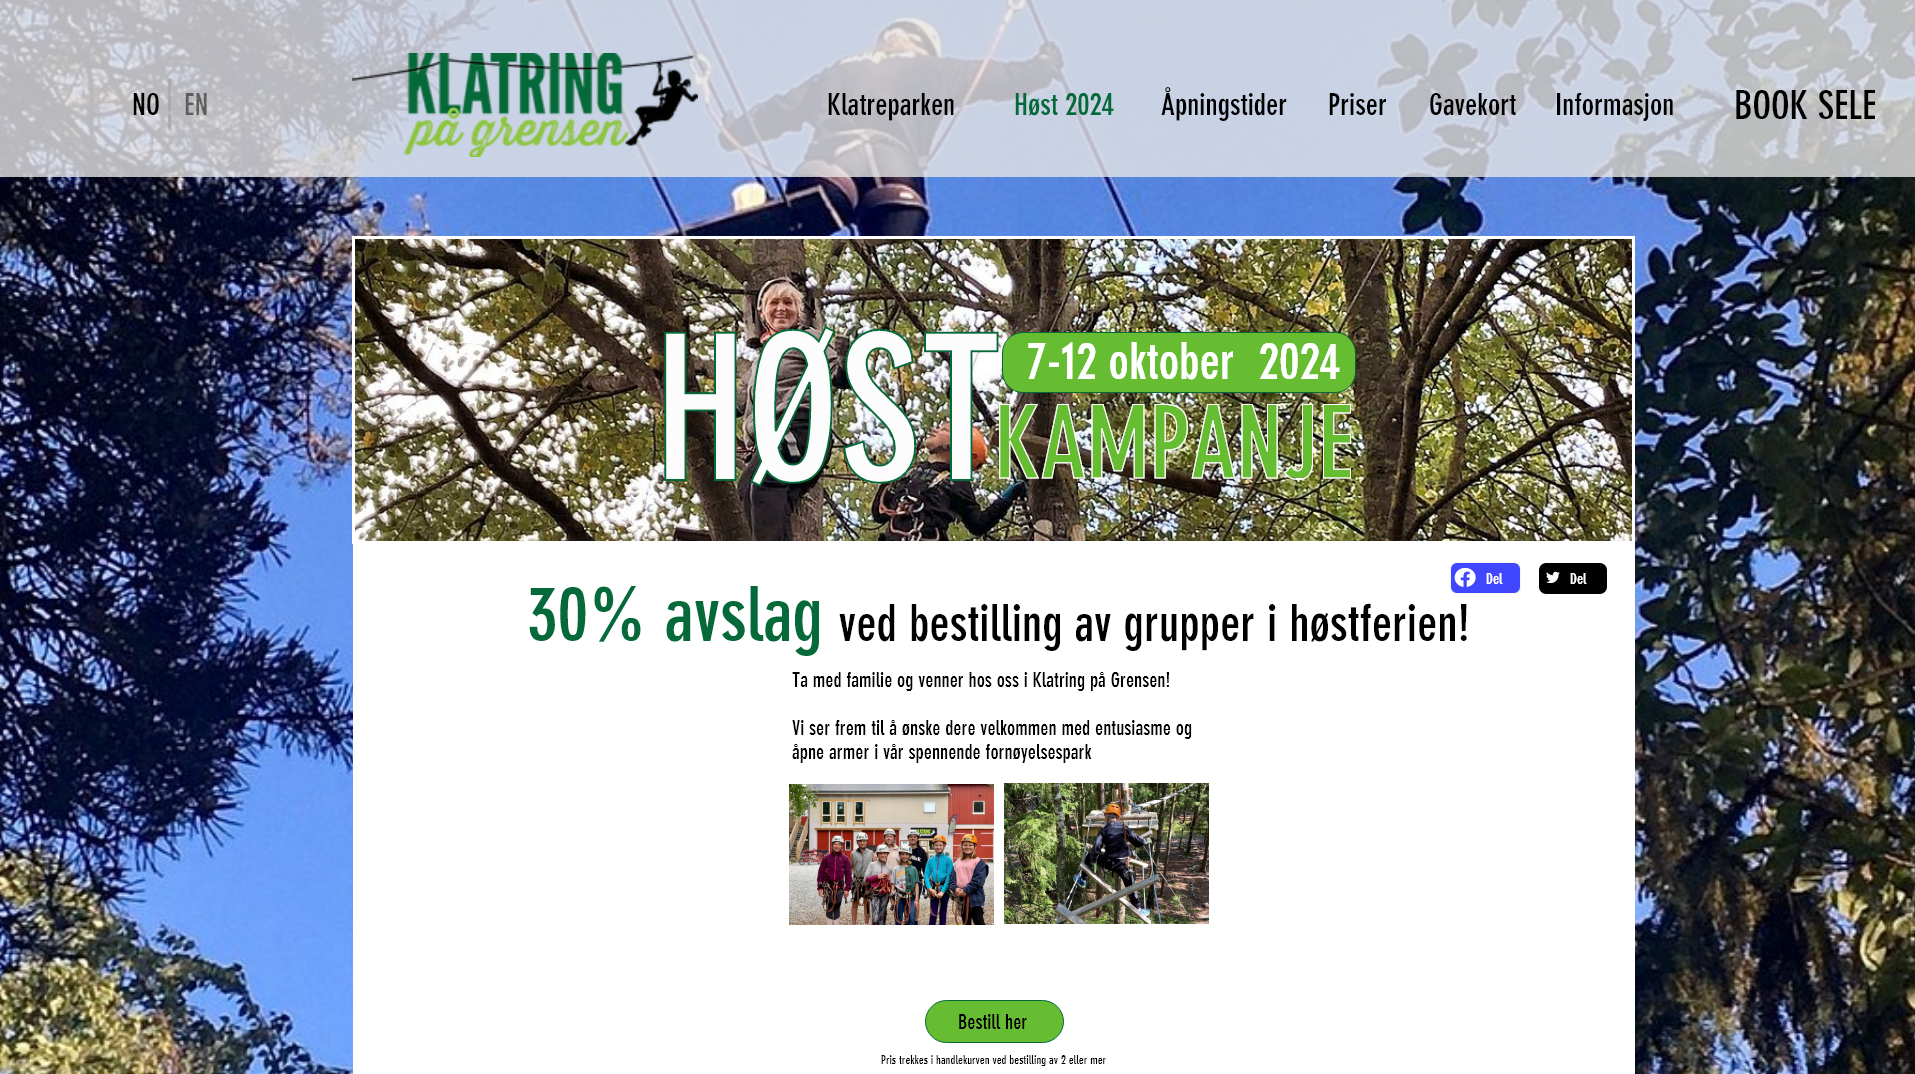 NO EN
KLATRING
på grensen
Klatreparken Høst 2024 Åpningstider Priser Gavekort Informasjon BOOK SELE
HØST
7-12 oktober 2024
KAMPANJE
Del Del
30% avslag ved bestilling av grupper i høstferien!
Ta med familie og venner hos oss i Klatring på Grensen!
Vi ser frem til å ønske dere velkommen med entusiasme og
åpne armer i vår spennende fornøyelsespark
Bestill her
Pris trekkes i handlekurven ved bestilling av 2 eller mer